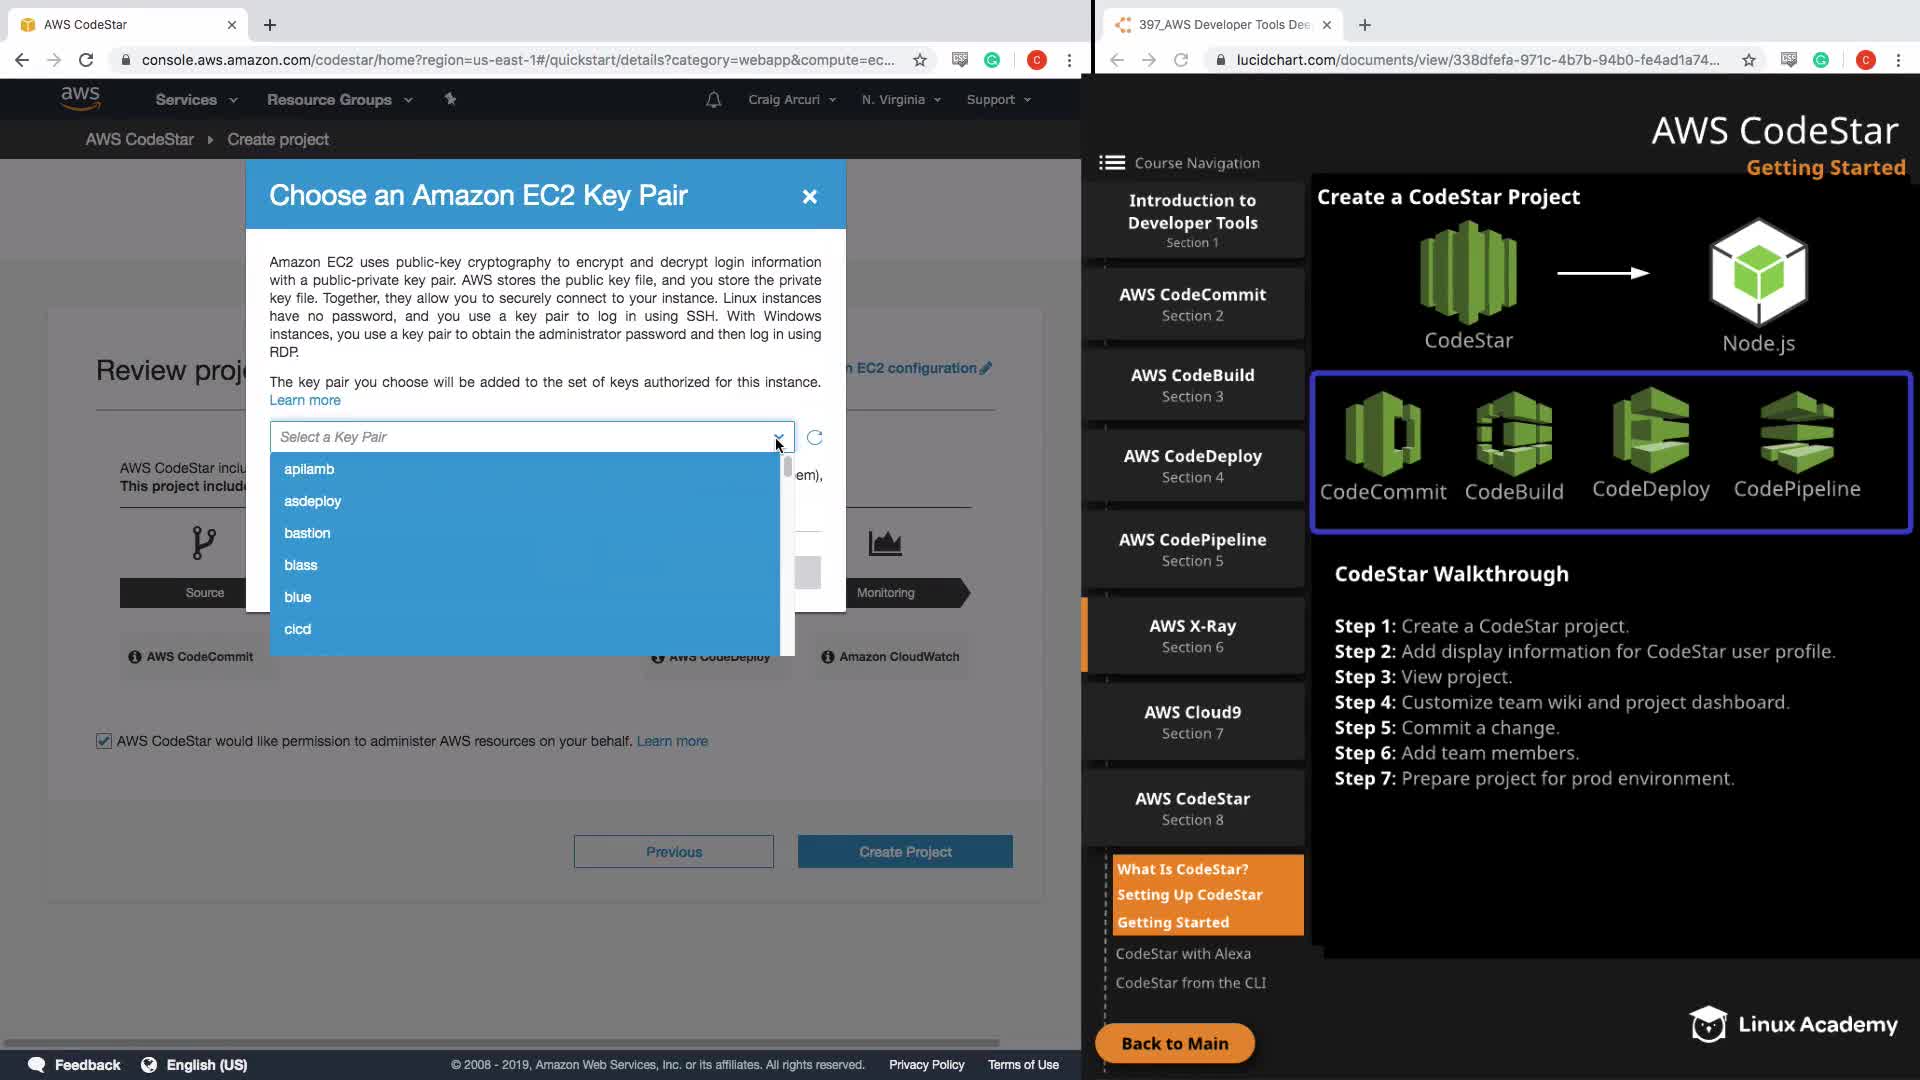 AWS CodeStar
console.aws.amazon.com/codestar/home?region=us-east-1#/quickstart/details?category=webapp&compute=ec...
C
aws
Services
Resource Groups
Craig Arcuri
N. Virginia
Support
AWS CodeStar
Create project
Choose an Amazon EC2 Key Pair
Amazon EC2 uses public-key cryptography to encrypt and decrypt login information
with a public-private key pair. AWS stores the public key file, and you store the private
key file. Together, they allow you to securely connect to your instance. Linux instances
have no password, and you use a key pair to log in using SSH. With Windows
instances, you use a key pair to obtain the administrator password and then log in using
RDP.
The key pair you choose will be added to the set of keys authorized for this instance.
Learn more
Select a Key Pair
apilamb
asdeploy
bastion
blass
blue
cicd
em),
Review proj
EC2 configuration
AWS CodeStar inclu
This project include
Source
Monitoring
AWS CodeCommit
AWS CodeDeploy
Amazon CloudWatch
AWS CodeStar would like permission to administer AWS resources on your behalf. Learn more
Previous
Create Project
Feedback
English (US)
© 2008 - 2019, Amazon Web Services, Inc. or its affiliates. All rights reserved.
Privacy Policy
Terms of Use
397_AWS Developer Tools Dee
lucidchart.com/documents/view/338dfefa-971c-4b7b-94b0-fe4ad1a74...
C
AWS CodeStar
Getting Started
Course Navigation
Introduction to
Developer Tools
Section 1
AWS CodeCommit
Section 2
AWS CodeBuild
Section 3
AWS CodeDeploy
Section 4
AWS CodePipeline
Section 5
AWS X-Ray
Section 6
AWS Cloud9
Section 7
AWS CodeStar
Section 8
What Is CodeStar?
Setting Up CodeStar
Getting Started
CodeStar with Alexa
CodeStar from the CLI
Back to Main
Create a CodeStar Project
CodeStar
Node.js
CodeCommit
CodeBuild
CodeDeploy
CodePipeline
CodeStar Walkthrough
Step 1: Create a CodeStar project.
Step 2: Add display information for CodeStar user profile.
Step 3: View project.
Step 4: Customize team wiki and project dashboard.
Step 5: Commit a change.
Step 6: Add team members.
Step 7: Prepare project for prod environment.
Linux Academy